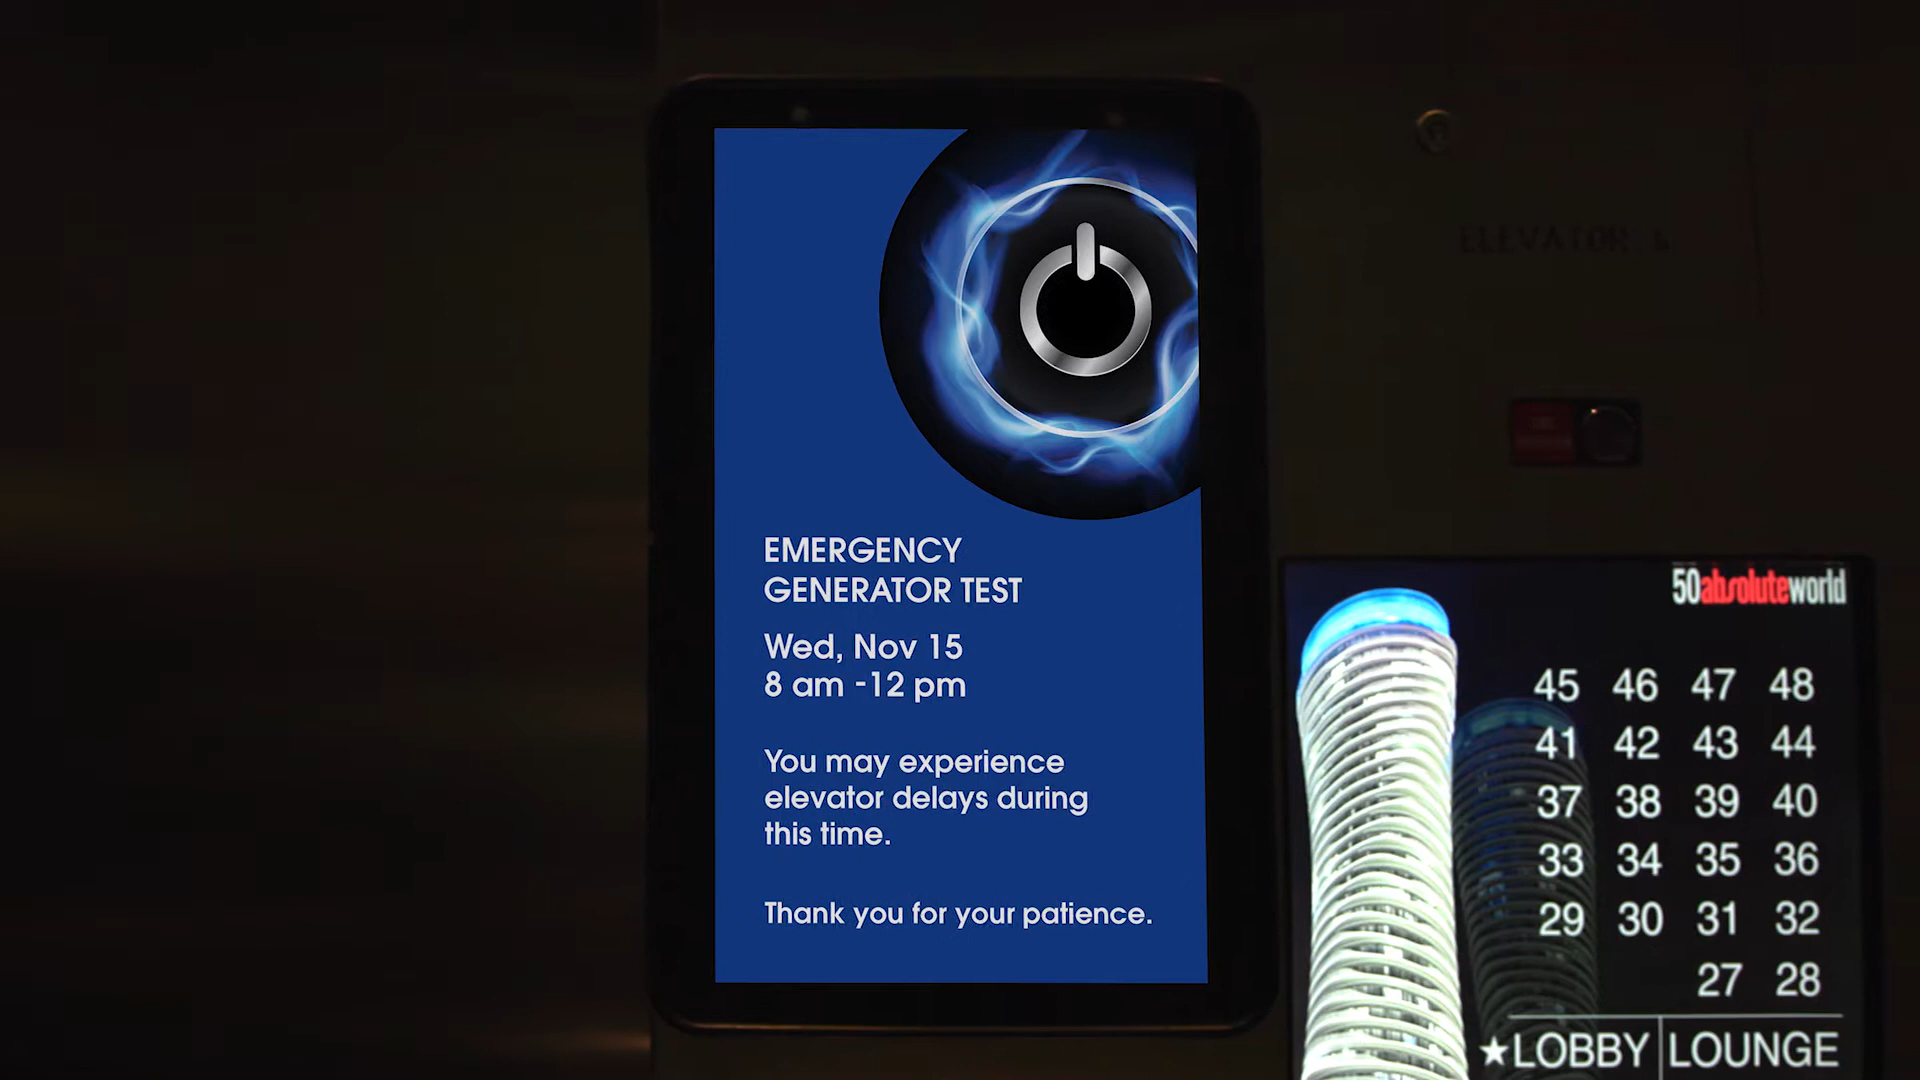 EMERGENCY
GENERATOR TEST
Wed, Nov 15
8 am -12 pm
You may experience
elevator delays during
this time.
Thank you for your patience.
ELEVATOR
50absoluteworld
45 46 47 48
41 42 43 44
37 38 39 40
33 34 35 36
29 30 31 32
27 28
★LOBBY LOUNGE